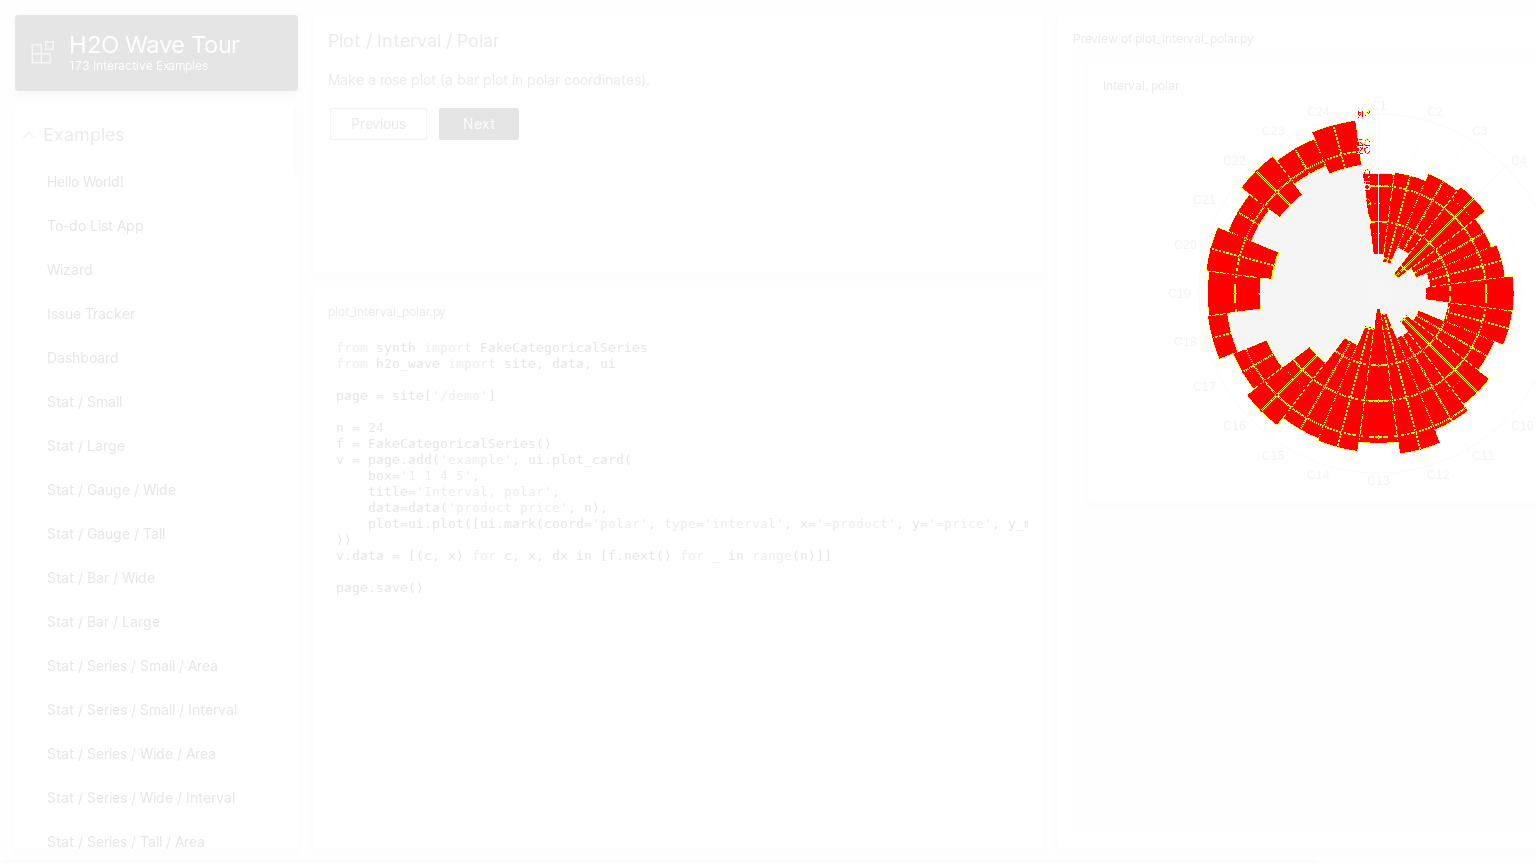 H2O Wave Tour
173 Interactive Examples
Examples
Hello World!
To-do List App
Wizard
Issue Tracker
Dashboard
Stat / Small
Stat / Large
Stat / Gauge / Wide
Stat / Gauge / Tall
Stat / Bar / Wide
Stat / Bar / Large
Stat / Series / Small / Area
Stat / Series / Small / Interval
Stat / Series / Wide / Area
Stat / Series / Wide / Interval
Stat / Series / Tall / Area
Plot / Interval / Polar
Make a rose plot (a bar plot in polar coordinates).
Previous
Next
plot_interval_polar.py
from synth import FakeCategoricalSeries
from h2o_wave import site, data, ui
page = site['/demo']
n = 24
f = FakeCategoricalSeries()
v = page.add('example', ui.plot_card(
box='1 1 4 5',
title='Interval, polar',
data=data('product price', n),
plot=ui.plot([ui.mark(coord='polar', type='interval', x='=product', y='=price',
))
v.data = [(c, x) for c, x, dx in [f.next() for _ in range(n)]]
page.save()
Preview of plot_interval_polar.py
Interval, polar
C1
C2
C3
C4
C10
C11
C12
C13
C14
C15
C16
C17
C18
C19
C20
C21
C22
C23
C24